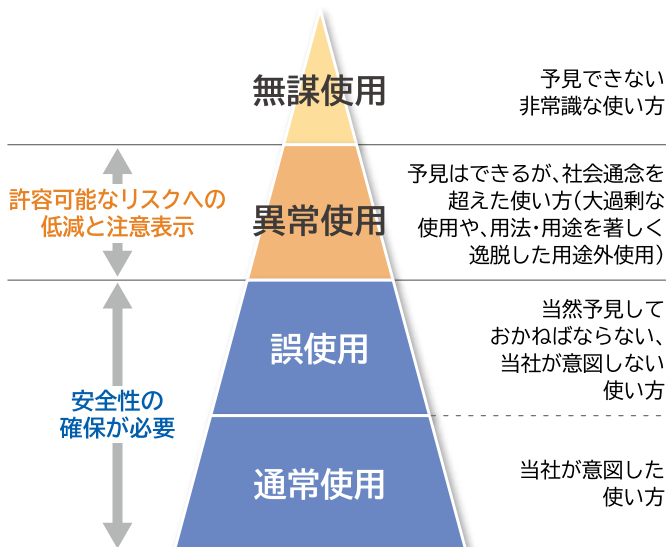 無謀使用
予見できない
非常識な使い方
許容可能なリスクへの
低減と注意表示
異常使用
予見はできるが、社会通念を
超えた使い方(大過剰な
使用や、用法・用途を著しく
逸脱した用途外使用)
誤使用
当然予見して
おかねばならない、
当社が意図しない
使い方
安全性の
確保が必要
通常使用
当社が意図した
使い方